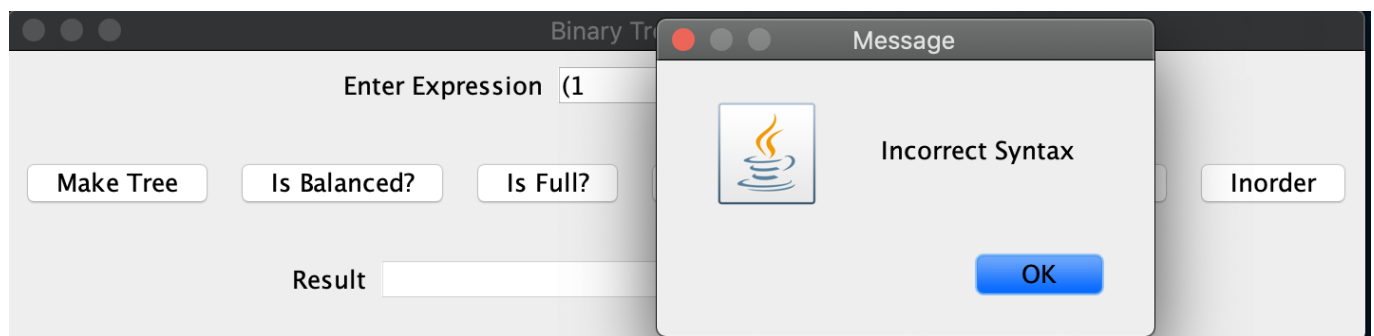 Binary Tr
Message
Enter Expression (1
Incorrect Syntax
Make Tree Is Balanced? Is Full? Inorder
OK
Result